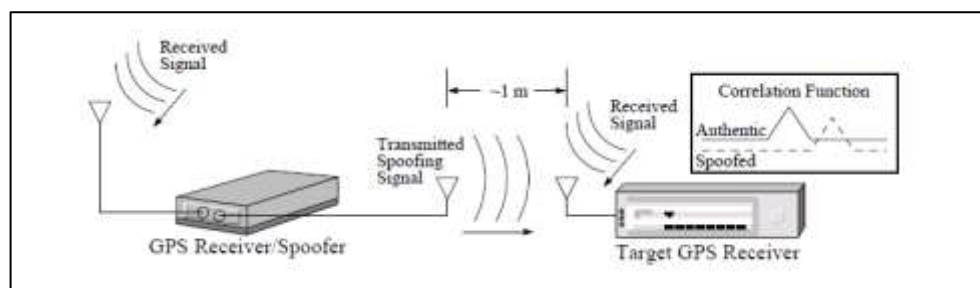 Received
Signal
~1 m
Received
Signal
Correlation Function
Authentic
Spoofed
Transmitted
Spoofing
Signal
GPS Receiver/Spoofer
Target GPS Receiver